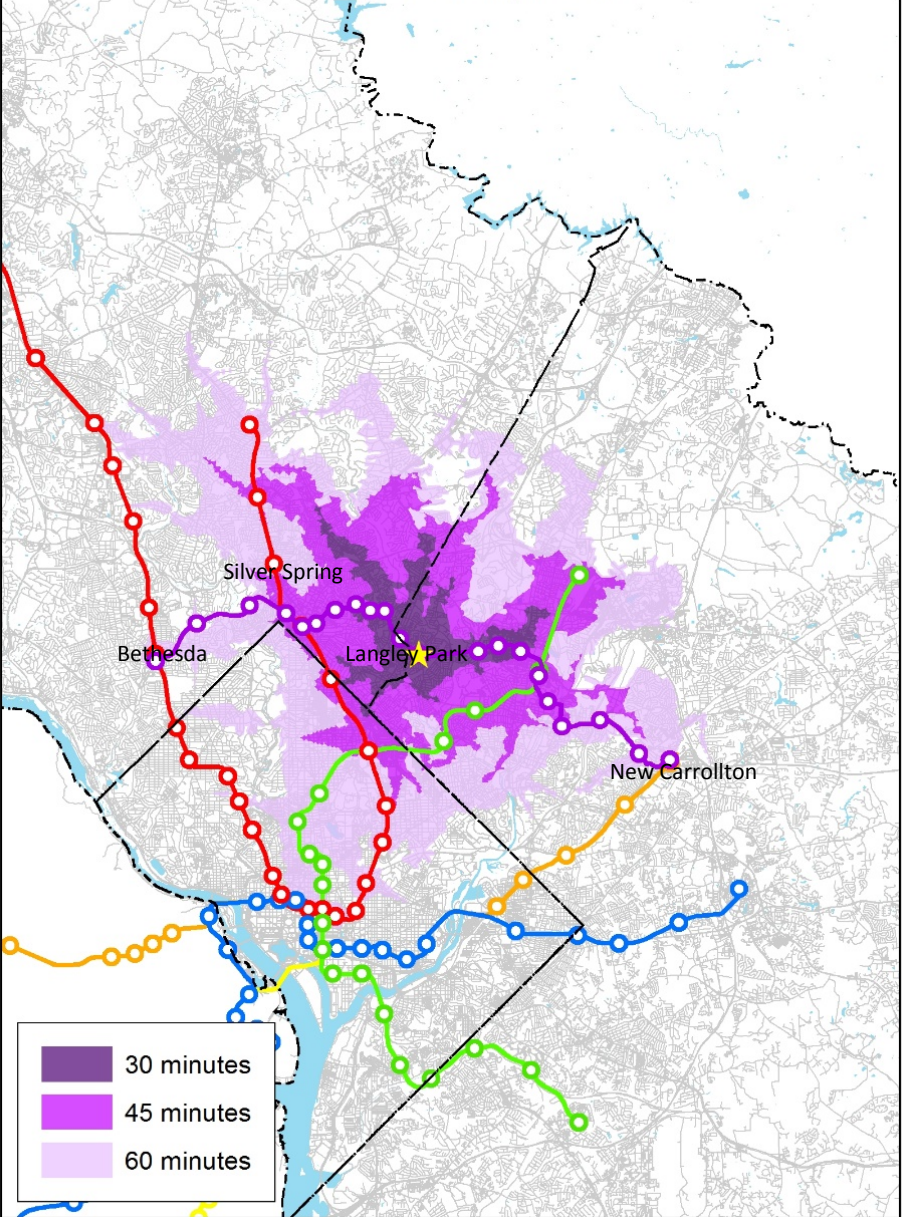 Silver Spring
Bethesda
Langley Park
New Carrollton
30 minutes
45 minutes
60 minutes